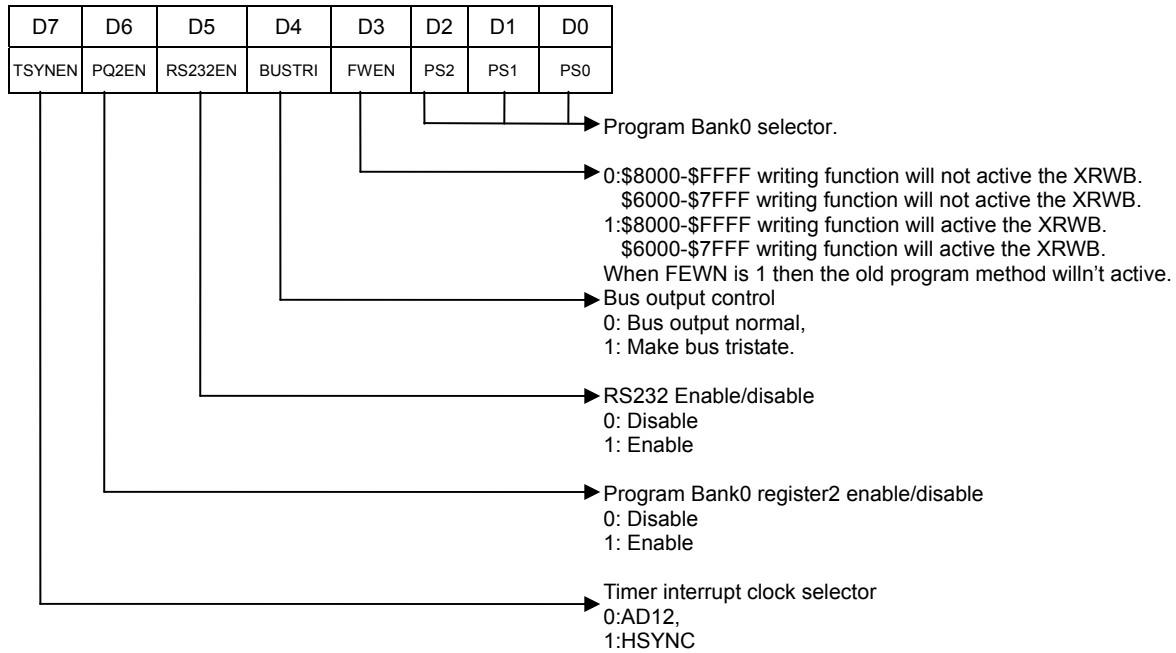 D7 D6 D5 D4 D3 D2 D1 D0
TSYNEN PQ2EN RS232EN BUSTRI FWEN PS2 PS1 PS0
Program Bank0 selector.
0:$8000-$FFFF writing function will not active the XRWB.
$6000-$7FFF writing function will not active the XRWB.
1:$8000-$FFFF writing function will active the XRWB.
$6000-$7FFF writing function will active the XRWB.
When FEWN is 1 then the old program method willn't active.
Bus output control
0: Bus output normal,
1: Make bus tristate.
RS232 Enable/disable
0: Disable
1: Enable
Program Bank0 register2 enable/disable
0: Disable
1: Enable
Timer interrupt clock selector
0:AD12,
1:HSYNC